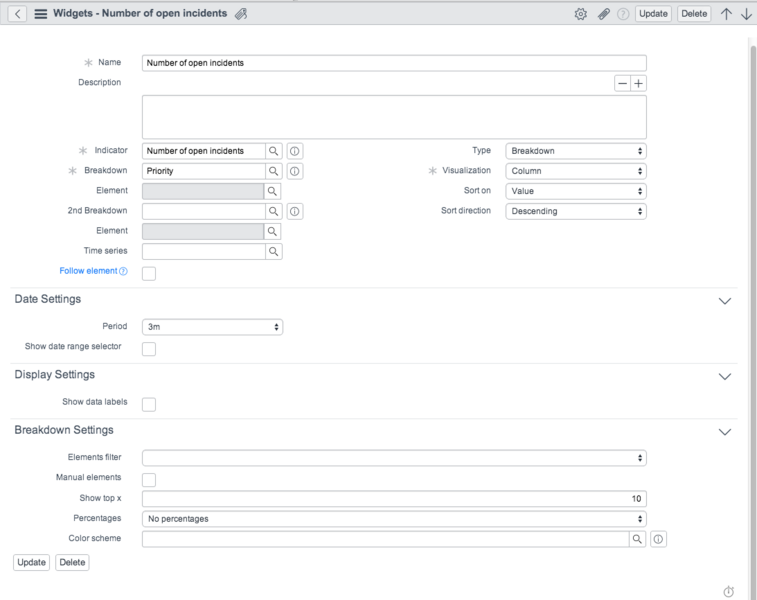 Widgets - Number of open incidents Update Delete
Name Number of open incidents
Description
Indicator Number of open incidents Type Breakdown
Breakdown Priority Visualization Column
Element Sort on Value
2nd Breakdown Sort direction Descending
Element
Time series
Follow element
Date Settings
Period 3m
Show date range selector
Display Settings
Show data labels
Breakdown Settings
Elements filter
Manual elements
Show top x 10
Percentages No percentages
Color scheme
Update Delete